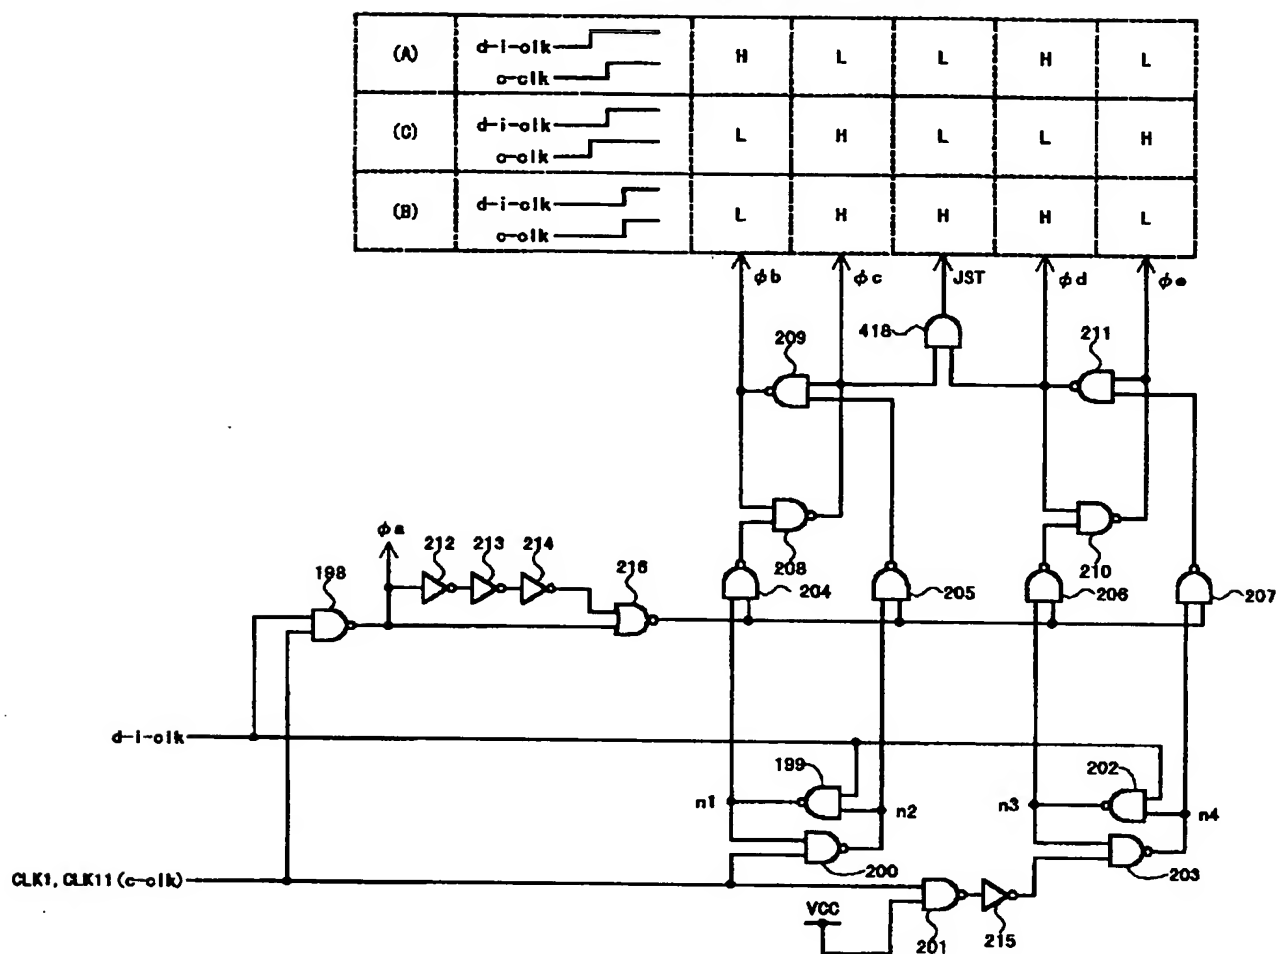 (A) d-i-clk H L L H L
c-clk
(C) d-i-clk L H L L H
c-clk
(B) d-i-clk L H H H L
c-clk
φb φc JST φd φe
418
209 211
φa
212 213 214 216
198
208 210
204 205 206 207
d-i-clk
199 202
n1 n2 n3 n4
200 203
CLK1, CLK11 (c-clk)
VCC
201 215